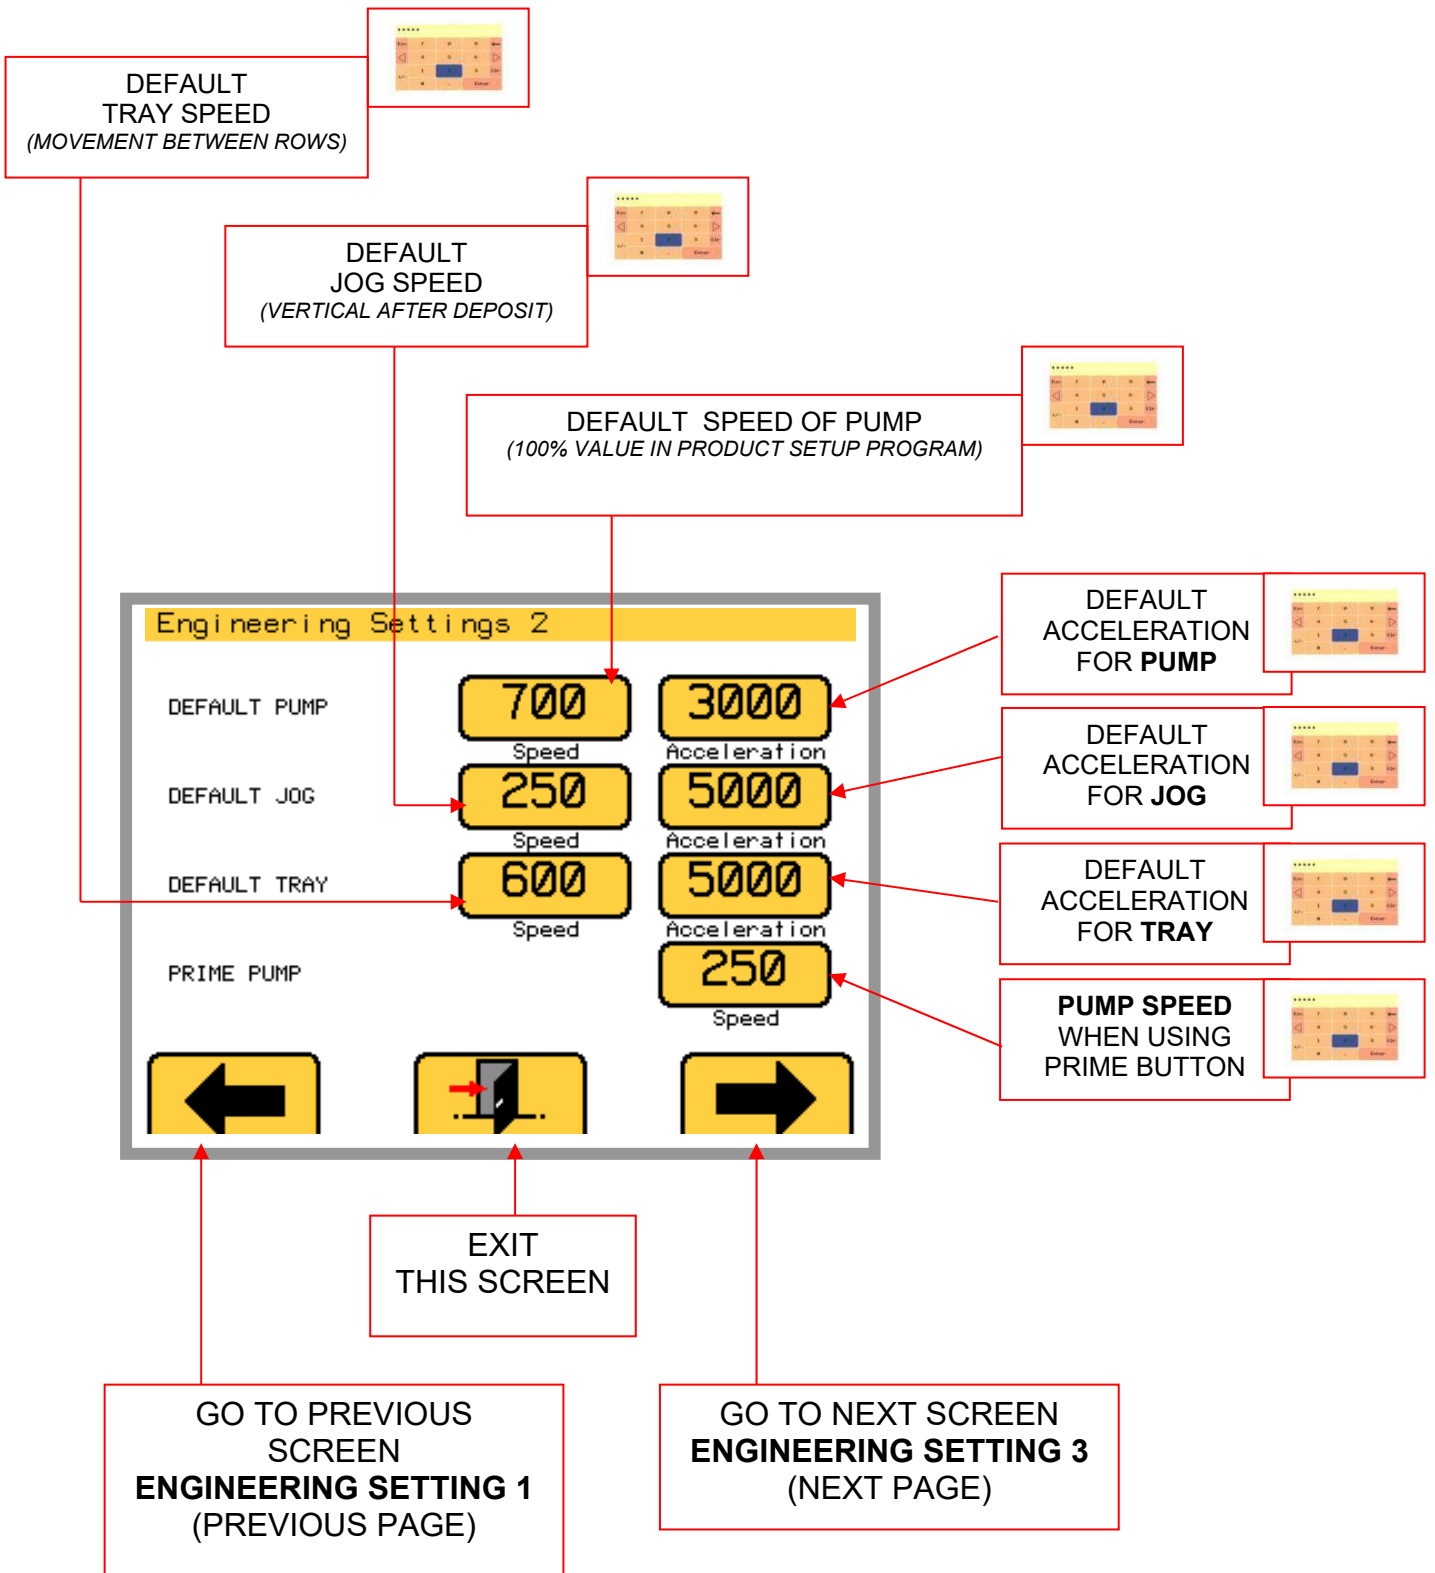 DEFAULT
TRAY SPEED
(MOVEMENT BETWEEN ROWS)
DEFAULT
JOG SPEED
(VERTICAL AFTER DEPOSIT)
DEFAULT SPEED OF PUMP
(100% VALUE IN PRODUCT SETUP PROGRAM)
Engineering Settings 2
DEFAULT PUMP 700 3000
Speed Acceleration
DEFAULT JOG 250 5000
Speed Acceleration
DEFAULT TRAY 600 5000
Speed Acceleration
PRIME PUMP 250
Speed
DEFAULT
ACCELERATION
FOR PUMP
DEFAULT
ACCELERATION
FOR JOG
DEFAULT
ACCELERATION
FOR TRAY
PUMP SPEED
WHEN USING
PRIME BUTTON
EXIT
THIS SCREEN
GO TO PREVIOUS
SCREEN
ENGINEERING SETTING 1
(PREVIOUS PAGE)
GO TO NEXT SCREEN
ENGINEERING SETTING 3
(NEXT PAGE)